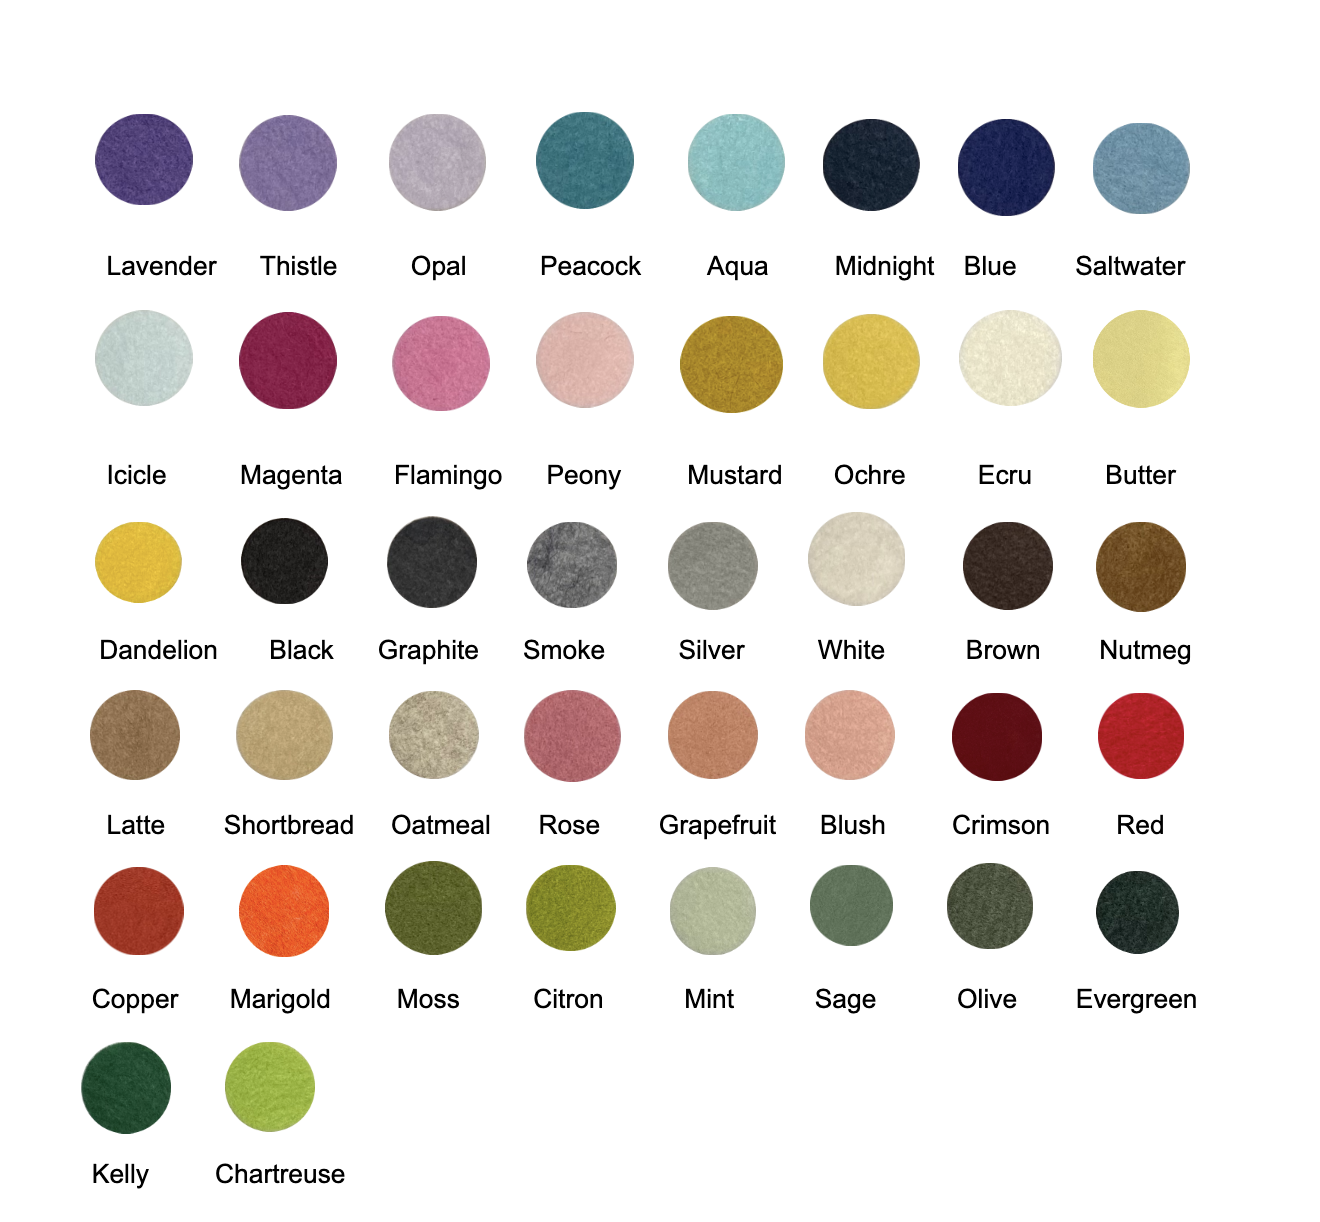 Lavender Thistle Opal Peacock Aqua Midnight Blue Saltwater
Icicle Magenta Flamingo Peony Mustard Ochre Ecru Butter
Dandelion Black Graphite Smoke Silver White Brown Nutmeg
Latte Shortbread Oatmeal Rose Grapefruit Blush Crimson Red
Copper Marigold Moss Citron Mint Sage Olive Evergreen
Kelly Chartreuse